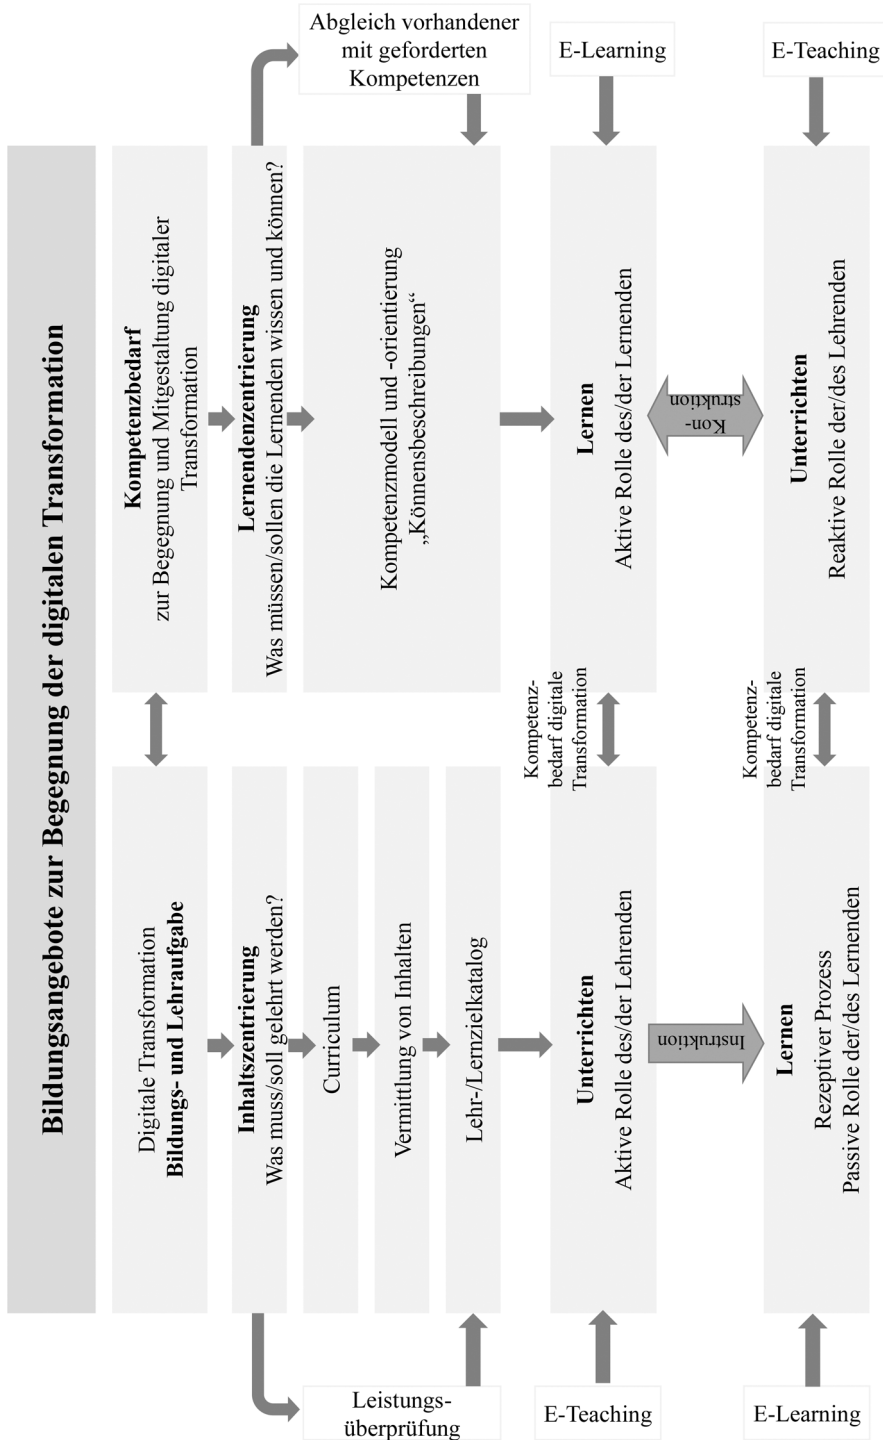 Bildungsangebote zur Begegnung der digitalen Transformation
Digitale Transformation
Bildungs- und Lehraufgabe
Kompetenzbedarf
zur Begegnung und Mitgestaltung digitaler
Transformation
Inhaltszentrierung
Was muss/soll gelehrt werden?
Lernendenzentrierung
Was müssen/sollen die Lernenden wissen und können?
Leistungs-
überprüfung
Curriculum
Vermittlung von Inhalten
Lehr-/Lernzielkatalog
Kompetenzmodell und -orientierung
„Könnensbeschreibungen“
Abgleich vorhandener
mit geforderten
Kompetenzen
E-Teaching
Unterrichten
Aktive Rolle des/der Lehrenden
Kompetenz-
bedarf digitale
Transformation
Lernen
Aktive Rolle des/der Lernenden
E-Learning
Instruktion
Kon-
struktion
E-Learning
Lernen
Rezeptiver Prozess
Passive Rolle der/des Lernenden
Kompetenz-
bedarf digitale
Transformation
Unterrichten
Reaktive Rolle der/des Lehrenden
E-Teaching